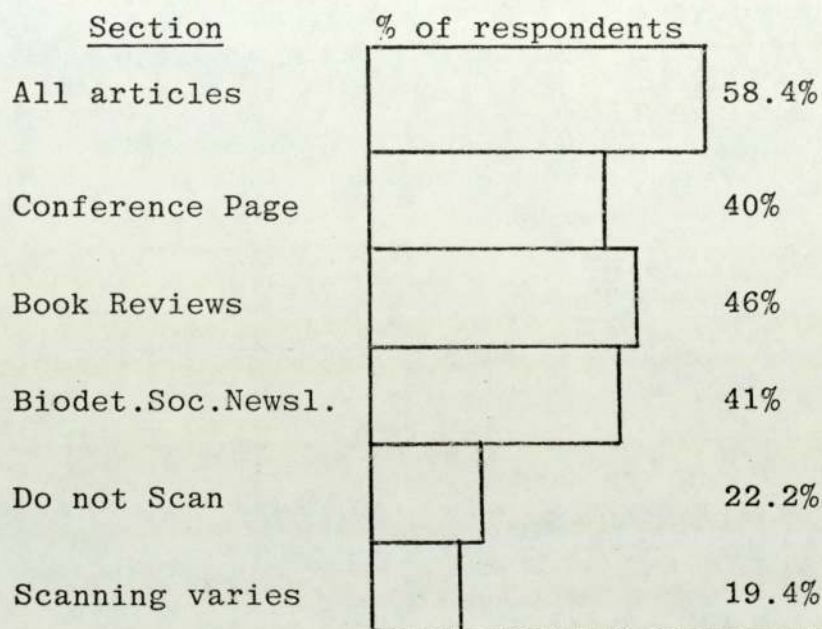 Section % of respondents
All articles 58.4%
Conference Page 40%
Book Reviews 46%
Biodet.Soc.Newsl. 41%
Do not Scan 22.2%
Scanning varies 19.4%